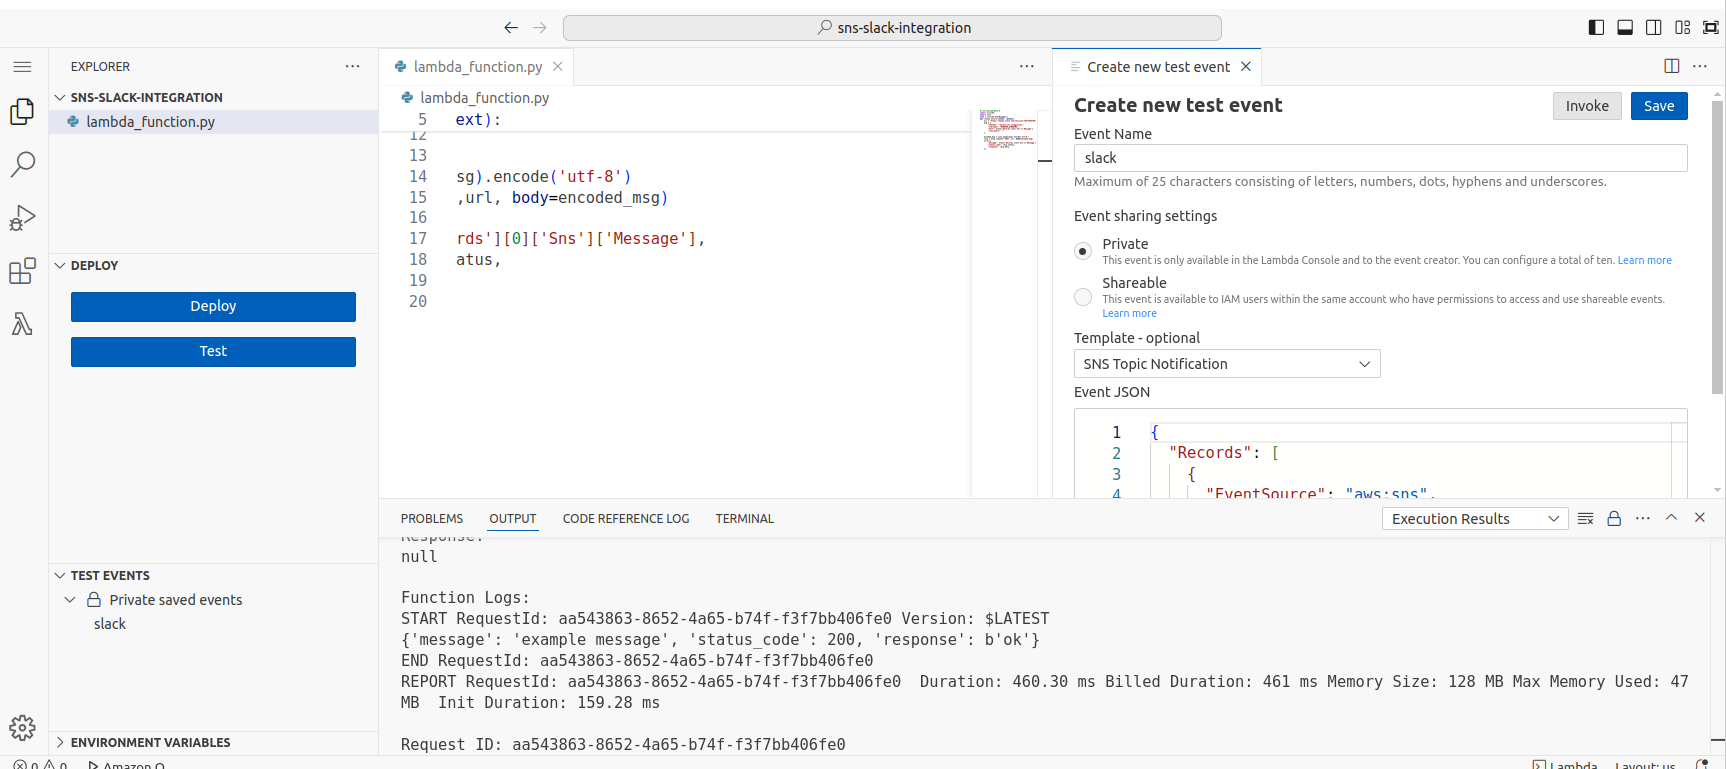 sns-slack-integration
EXPLORER
SNS-SLACK-INTEGRATION
lambda_function.py
DEPLOY
Deploy
Test
TEST EVENTS
Private saved events
slack
ENVIRONMENT VARIABLES
lambda_function.py
lambda_function.py
5 ext):
12
13
14 sg).encode('utf-8')
15 ,url, body=encoded_msg)
16
17 rds'][0]['Sns']['Message'],
18 atus,
19
20
Create new test event
Create new test event
Invoke
Save
Event Name
slack
Maximum of 25 characters consisting of letters, numbers, dots, hyphens and underscores.
Event sharing settings
Private
This event is only available in the Lambda Console and to the event creator. You can configure a total of ten. Learn more
Shareable
This event is available to IAM users within the same account who have permissions to access and use shareable events.
Learn more
Template - optional
SNS Topic Notification
Event JSON
1 {
2 "Records": [
3 {
4 "EventSource": "aws:sns",
PROBLEMS OUTPUT CODE REFERENCE LOG TERMINAL
Execution Results
Response:
null
Function Logs:
START RequestId: aa543863-8652-4a65-b74f-f3f7bb406fe0 Version: $LATEST
{'message': 'example message', 'status_code': 200, 'response': b'ok'}
END RequestId: aa543863-8652-4a65-b74f-f3f7bb406fe0
REPORT RequestId: aa543863-8652-4a65-b74f-f3f7bb406fe0 Duration: 460.30 ms Billed Duration: 461 ms Memory Size: 128 MB Max Memory Used: 47
MB Init Duration: 159.28 ms
Request ID: aa543863-8652-4a65-b74f-f3f7bb406fe0
0 0 Amazon Q Lambda Layout: us